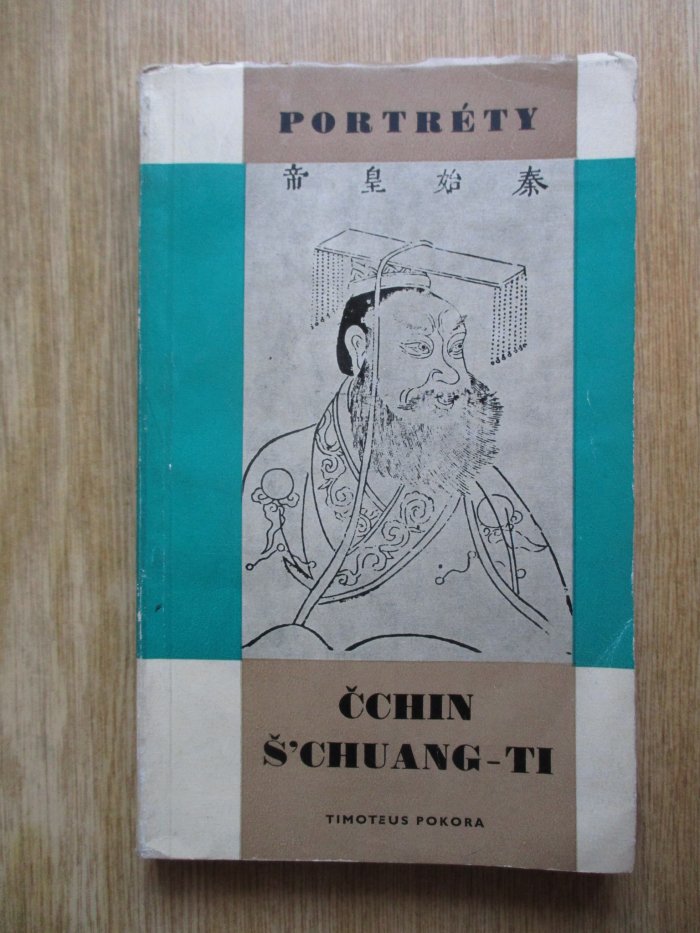 PORTRÉTY
帝皇始秦
ČCHIN
Š’CHUANG-TI
TIMOTEUS POKORA